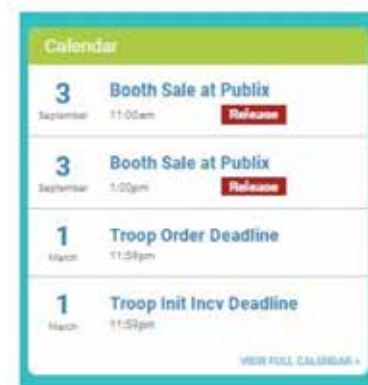 Calendar
3 Booth Sale at Publix
September 11:00am Release
3 Booth Sale at Publix
September 1:00pm Release
1 Troop Order Deadline
March 11:59pm
1 Troop Init Incv Deadline
March 11:59pm
VIEW FULL CALENDAR »